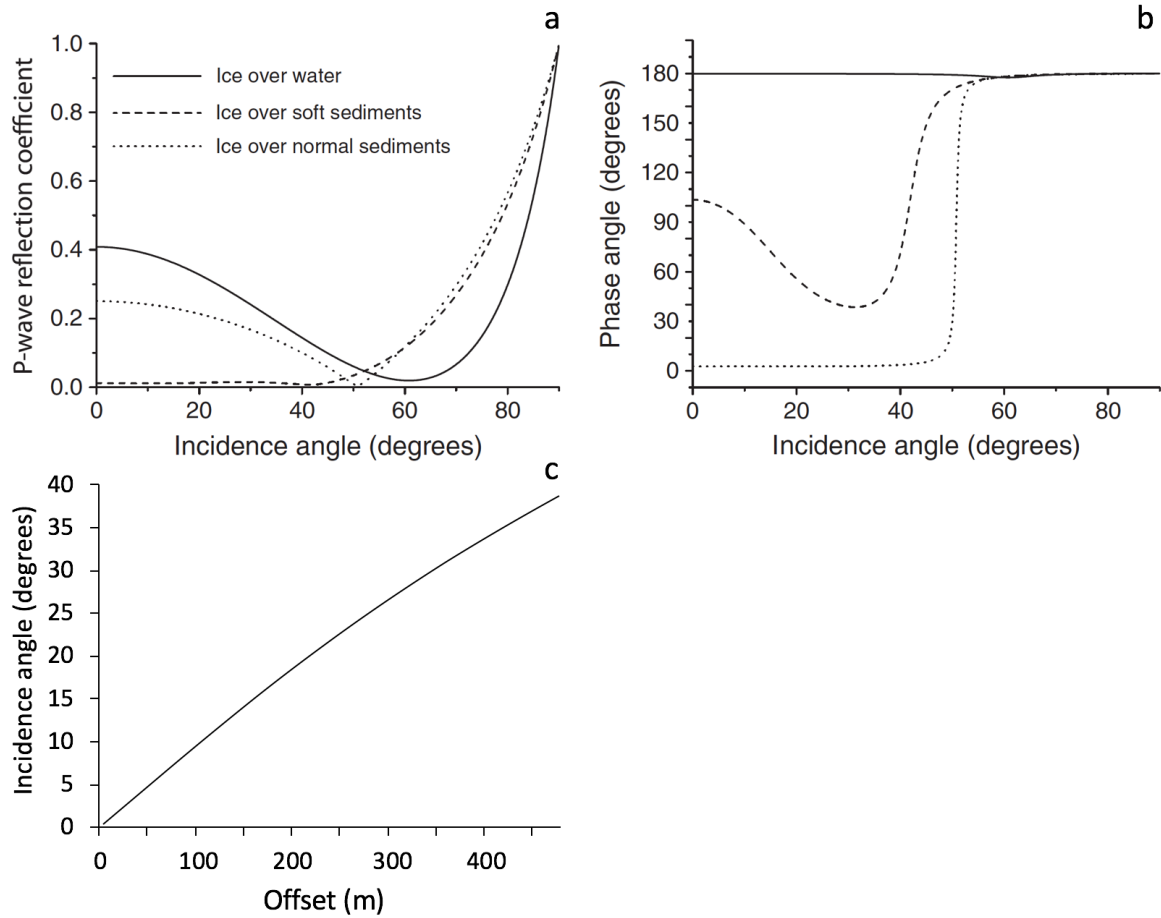 a
P-wave reflection coefficient
1.0
0.8
0.6
0.4
0.2
0.0
Ice over water
Ice over soft sediments
Ice over normal sediments
0 20 40 60 80
Incidence angle (degrees)
b
Phase angle (degrees)
180
150
120
90
60
30
0
0 20 40 60 80
Incidence angle (degrees)
c
Incidence angle (degrees)
40
35
30
25
20
15
10
5
0
0 100 200 300 400
Offset (m)